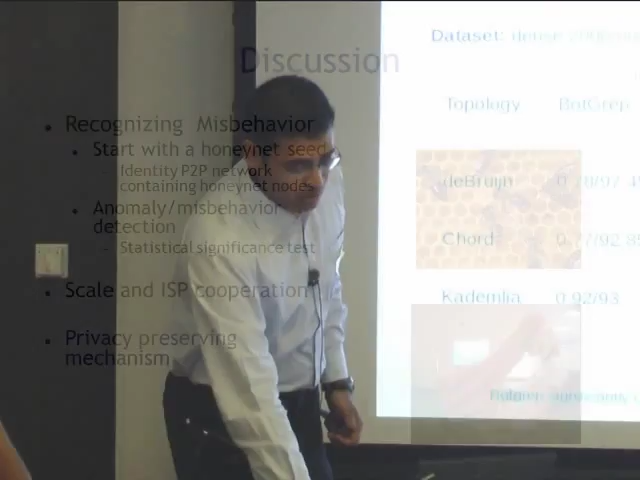 Discussion
• Recognizing Misbehavior
• Start with a honeynet seed
– Identity P2P network
containing honeynet nodes
• Anomaly/misbehavior
detection
– Statistical significance test
• Scale and ISP cooperation
• Privacy preserving
mechanism
Dataset:
Topology BotGrep
deBruijn
Chord
Kademlia 0.92/93